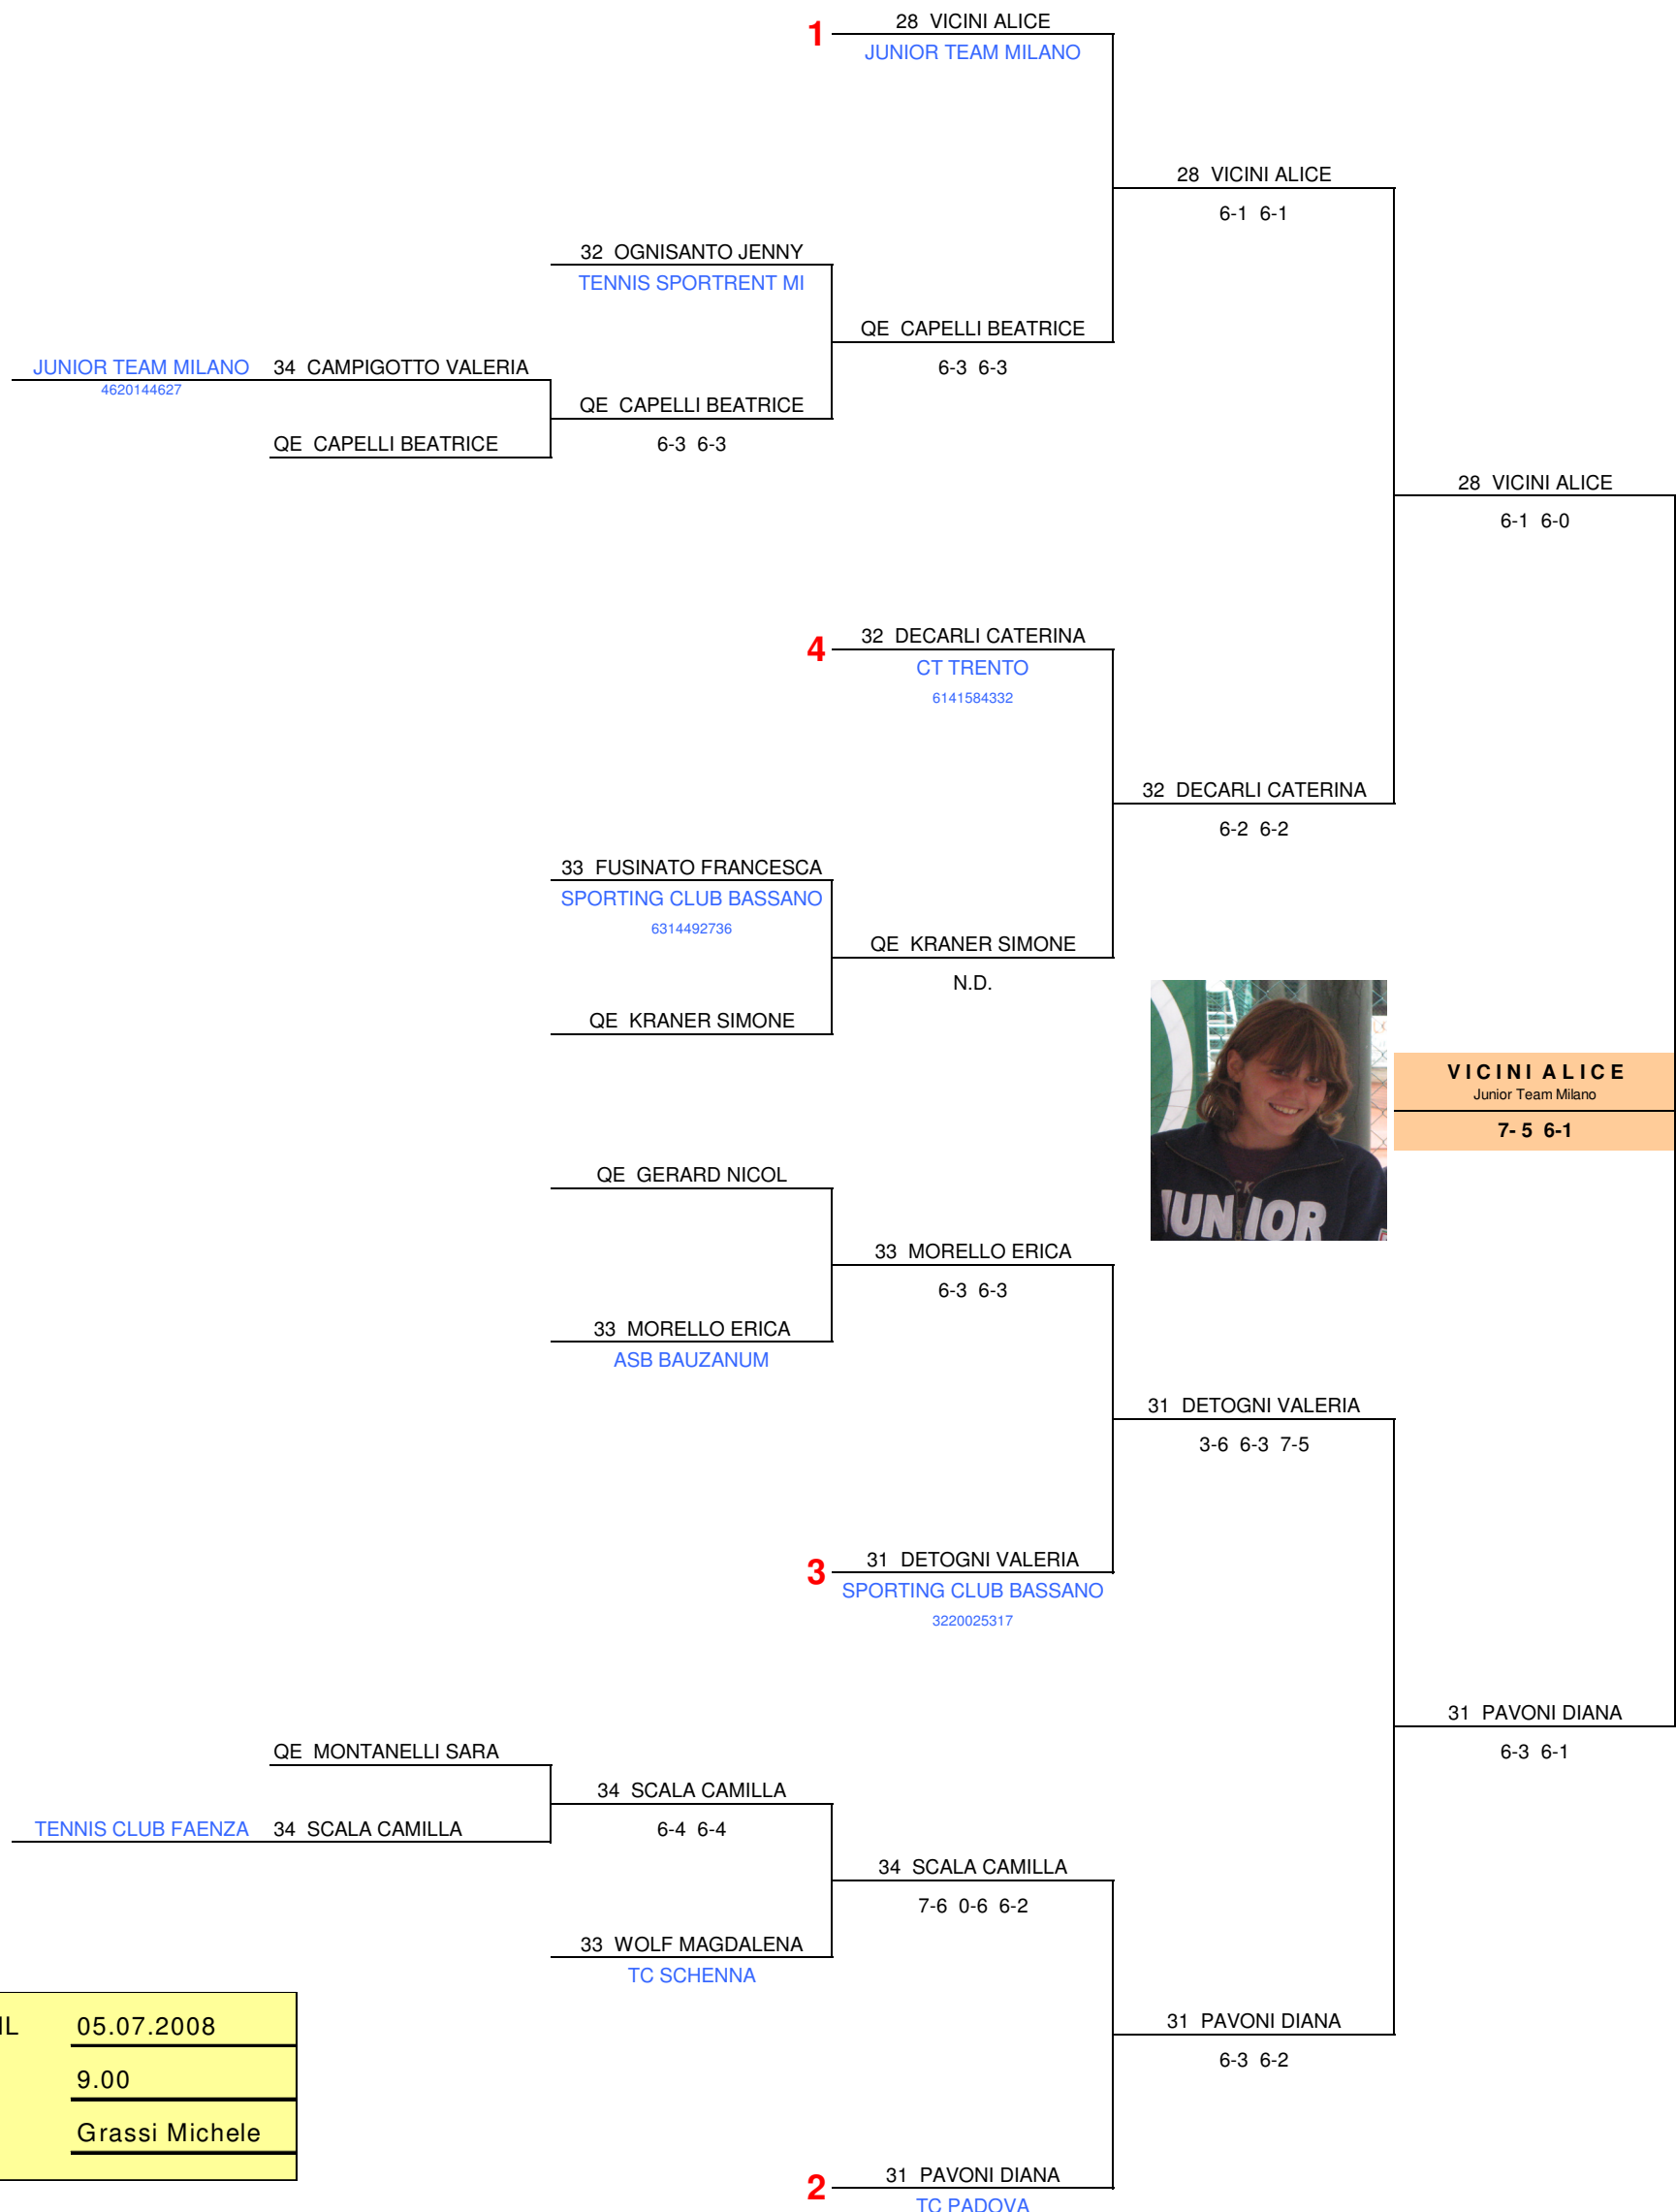 1
28 VICINI ALICE
JUNIOR TEAM MILANO
28 VICINI ALICE
6-1 6-1
32 OGNISANTO JENNY
TENNIS SPORTRENT MI
QE CAPELLI BEATRICE
6-3 6-3
JUNIOR TEAM MILANO 34 CAMPIGOTTO VALERIA
4620144627
QE CAPELLI BEATRICE
6-3 6-3
QE CAPELLI BEATRICE
28 VICINI ALICE
6-1 6-0
4
32 DECARLI CATERINA
CT TRENTO
6141584332
32 DECARLI CATERINA
6-2 6-2
33 FUSINATO FRANCESCA
SPORTING CLUB BASSANO
6314492736
QE KRANER SIMONE
N.D.
QE KRANER SIMONE
JUNIOR
VICINI ALICE
Junior Team Milano
7- 5 6-1
QE GERARD NICOL
33 MORELLO ERICA
6-3 6-3
33 MORELLO ERICA
ASB BAUZANUM
31 DETOGNI VALERIA
3-6 6-3 7-5
3
31 DETOGNI VALERIA
SPORTING CLUB BASSANO
3220025317
31 PAVONI DIANA
6-3 6-1
QE MONTANELLI SARA
34 SCALA CAMILLA
6-4 6-4
TENNIS CLUB FAENZA 34 SCALA CAMILLA
34 SCALA CAMILLA
7-6 0-6 6-2
33 WOLF MAGDALENA
TC SCHENNA
31 PAVONI DIANA
6-3 6-2
IL 05.07.2008
9.00
Grassi Michele
2
31 PAVONI DIANA
TC PADOVA